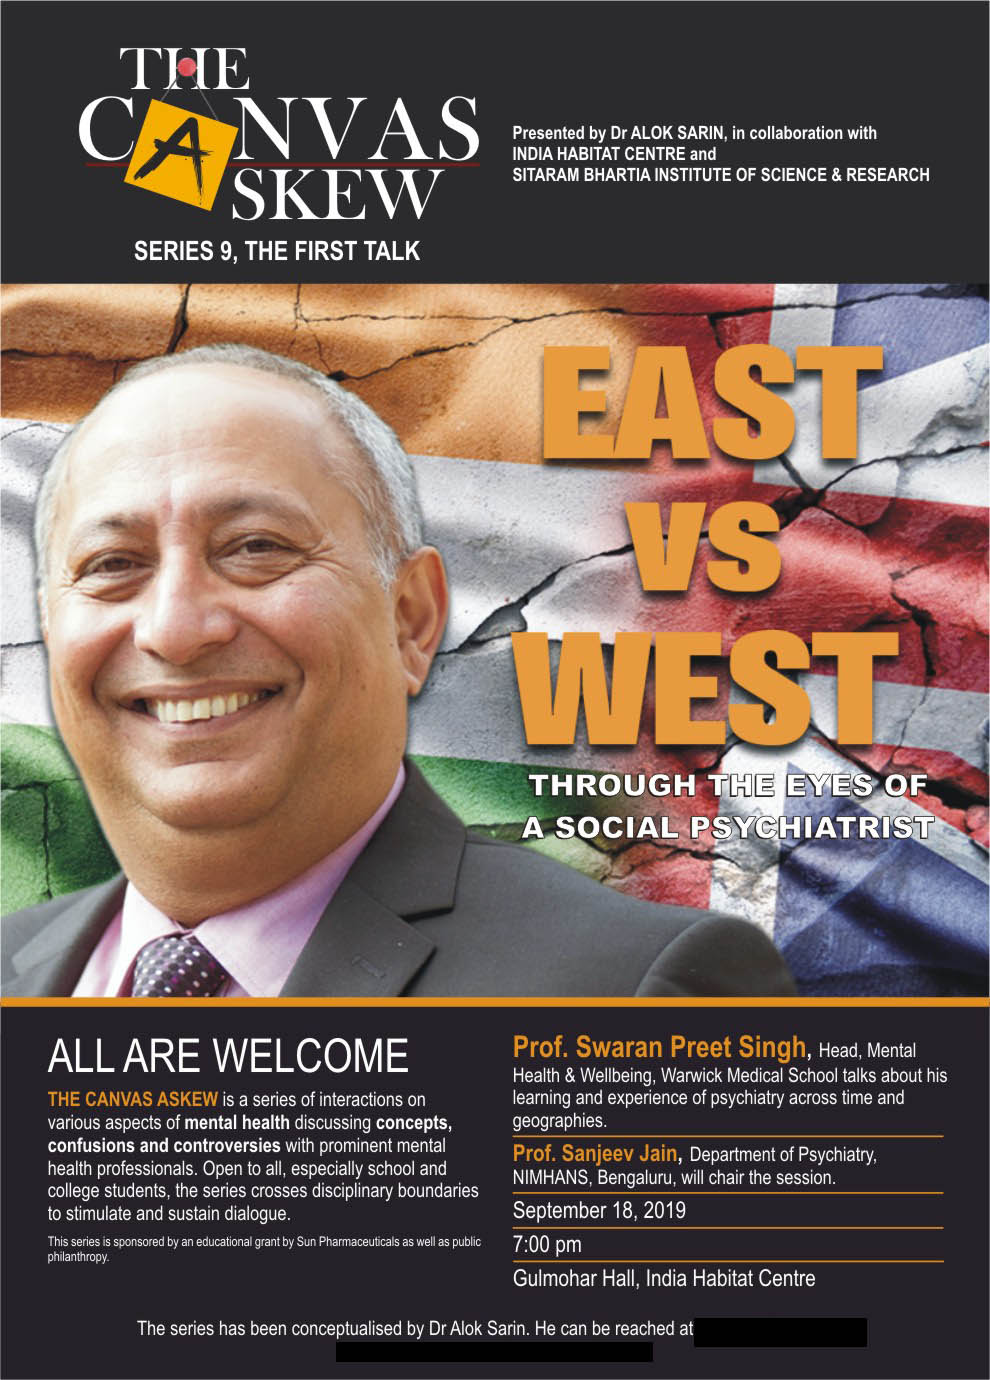 THE
CANVAS
ASKEW
SERIES 9, THE FIRST TALK
Presented by Dr ALOK SARIN, in collaboration with
INDIA HABITAT CENTRE and
SITARAM BHARTIA INSTITUTE OF SCIENCE & RESEARCH
EAST
VS
WEST
THROUGH THE EYES OF
A SOCIAL PSYCHIATRIST
ALL ARE WELCOME
THE CANVAS ASKEW is a series of interactions on
various aspects of mental health discussing concepts,
confusions and controversies with prominent mental
health professionals. Open to all, especially school and
college students, the series crosses disciplinary boundaries
to stimulate and sustain dialogue.
This series is sponsored by an educational grant by Sun Pharmaceuticals as well as public
philanthropy.
Prof. Swaran Preet Singh, Head, Mental
Health & Wellbeing, Warwick Medical School talks about his
learning and experience of psychiatry across time and
geographies.
Prof. Sanjeev Jain, Department of Psychiatry,
NIMHANS, Bengaluru, will chair the session.
September 18, 2019
7:00 pm
Gulmohar Hall, India Habitat Centre
The series has been conceptualised by Dr Alok Sarin. He can be reached at